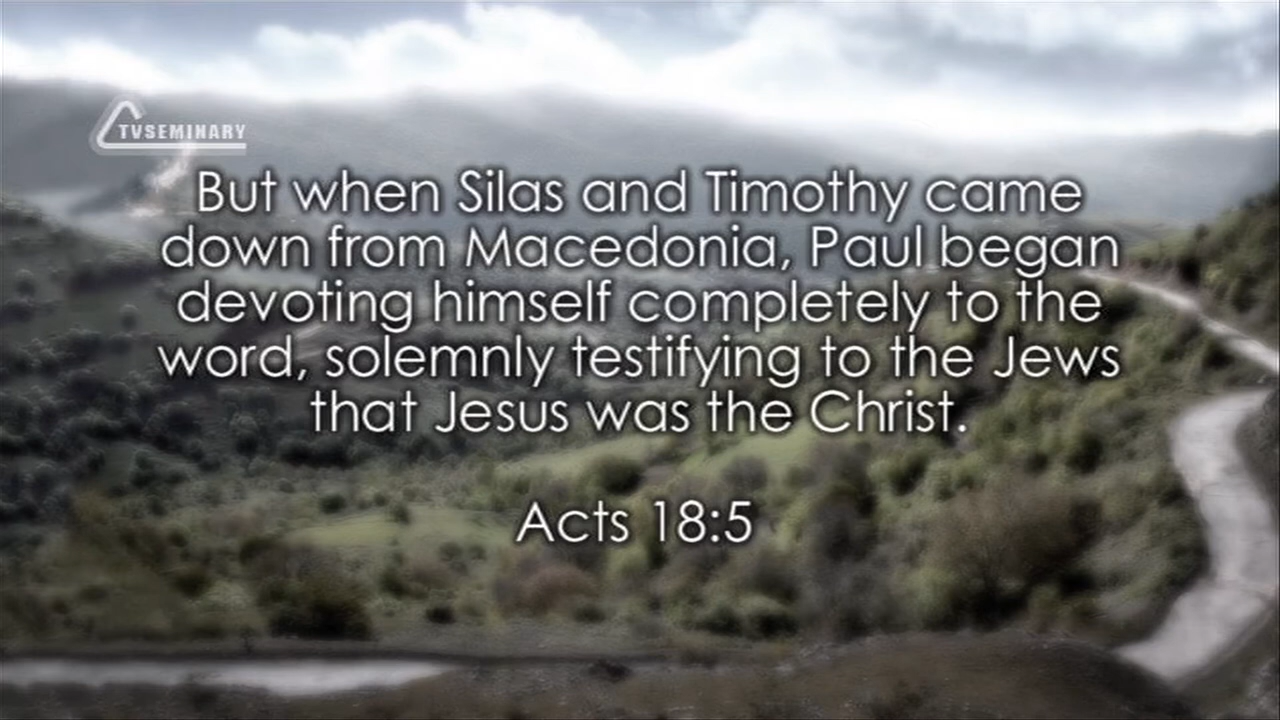 TVSEMINARY
But when Silas and Timothy came
down from Macedonia, Paul began
devoting himself completely to the
word, solemnly testifying to the Jews
that Jesus was the Christ.
Acts 18:5